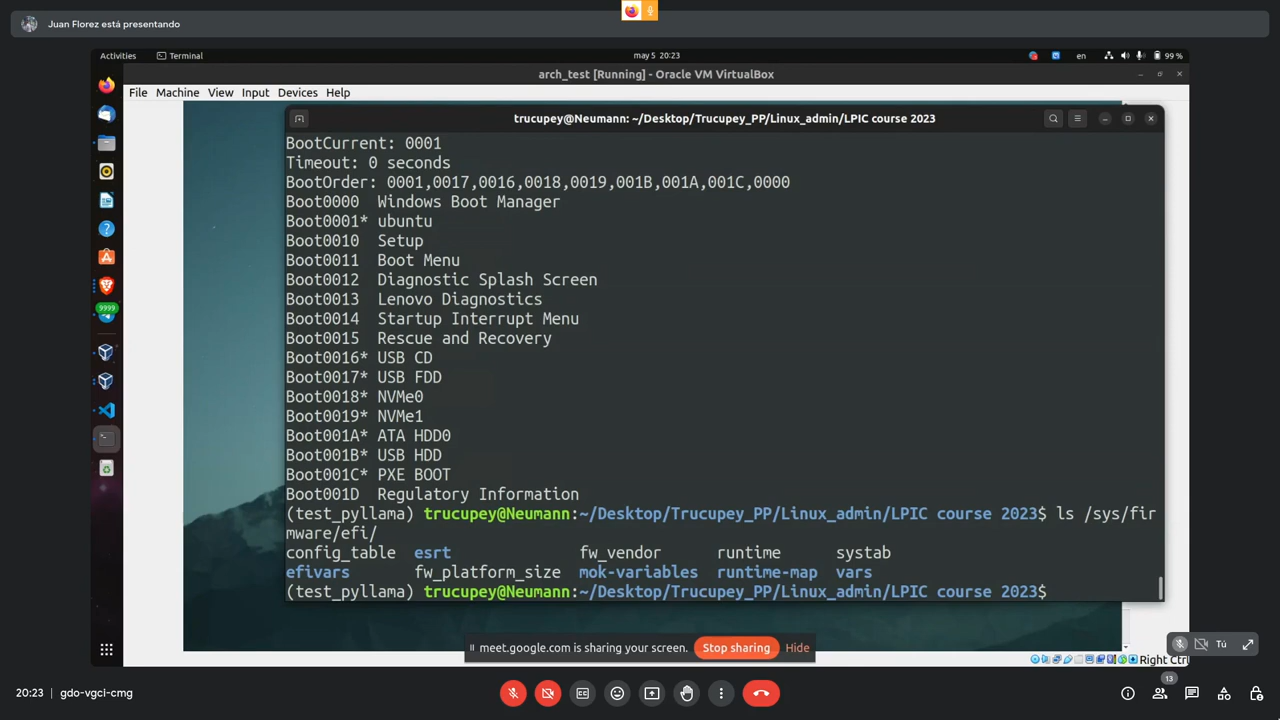 Juan Florez está presentando
Activities Terminal may 5 20:23 en 99 %
arch_test [Running] - Oracle VM VirtualBox
File Machine View Input Devices Help
trucupey@Neumann: ~/Desktop/Trucupey_PP/Linux_admin/LPIC course 2023
BootCurrent: 0001
Timeout: 0 seconds
BootOrder: 0001,0017,0016,0018,0019,001B,001A,001C,0000
Boot0000  Windows Boot Manager
Boot0001* ubuntu
Boot0010  Setup
Boot0011  Boot Menu
Boot0012  Diagnostic Splash Screen
Boot0013  Lenovo Diagnostics
Boot0014  Startup Interrupt Menu
Boot0015  Rescue and Recovery
Boot0016* USB CD
Boot0017* USB FDD
Boot0018* NVMe0
Boot0019* NVMe1
Boot001A* ATA HDD0
Boot001B* USB HDD
Boot001C* PXE BOOT
Boot001D  Regulatory Information
(test_pyllama) trucupey@Neumann:~/Desktop/Trucupey_PP/Linux_admin/LPIC course 2023$ ls /sys/fir
mware/efi/
config_table  esrt  fw_vendor  runtime  systab
efivars  fw_platform_size  mok-variables  runtime-map  vars
(test_pyllama) trucupey@Neumann:~/Desktop/Trucupey_PP/Linux_admin/LPIC course 2023$
9999
meet.google.com is sharing your screen. Stop sharing Hide
Tú
Right Ctrl
20:23 gdo-vgci-cmg
13